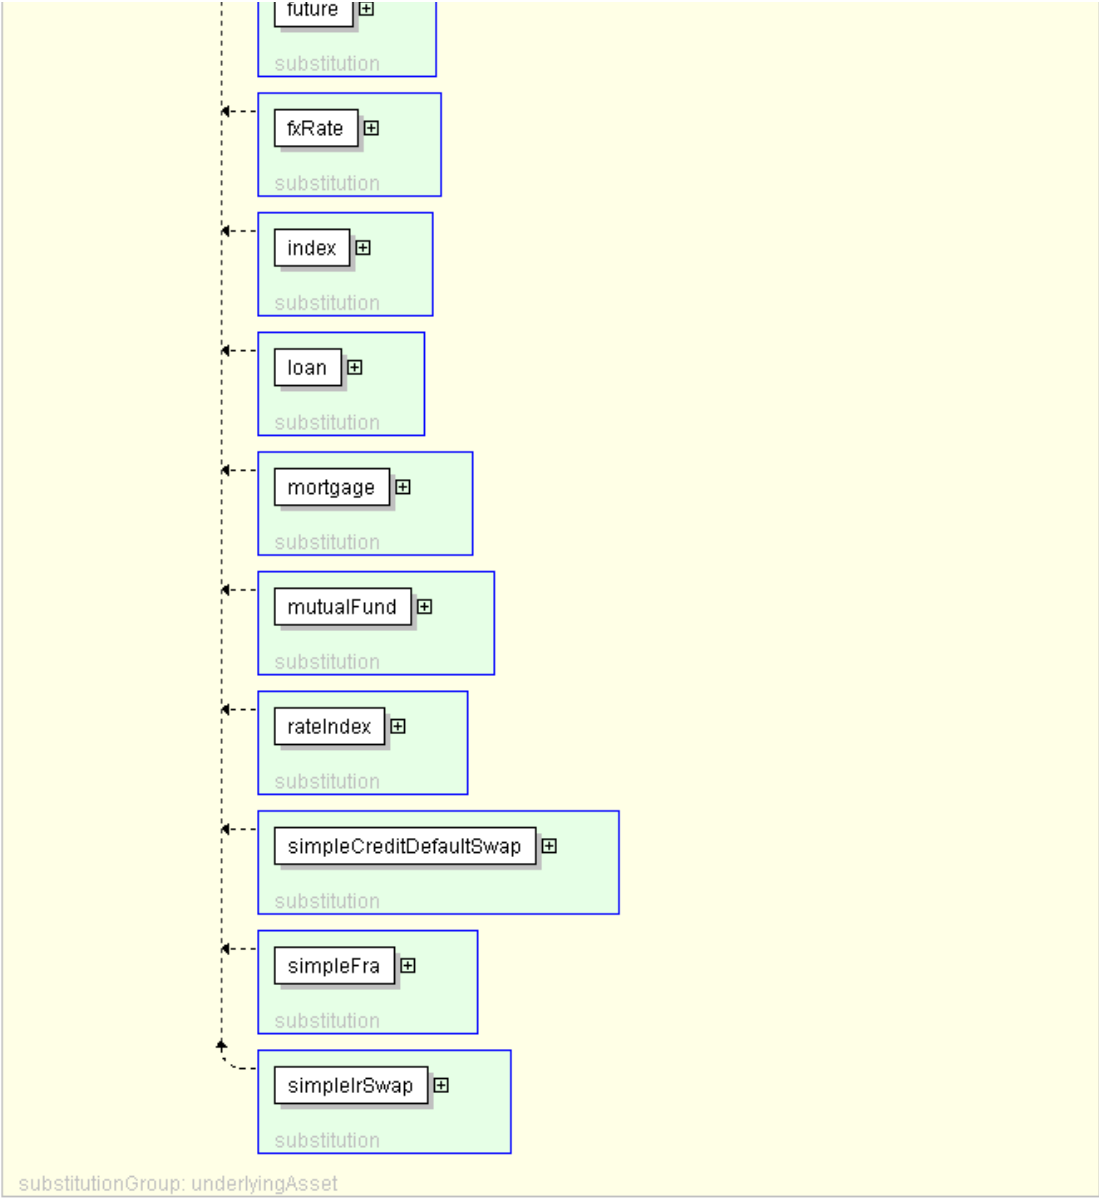 future
substitution
fxRate
substitution
index
substitution
loan
substitution
mortgage
substitution
mutualFund
substitution
rateIndex
substitution
simpleCreditDefaultSwap
substitution
simpleFra
substitution
simpleIrSwap
substitution
substitutionGroup: underlyingAsset